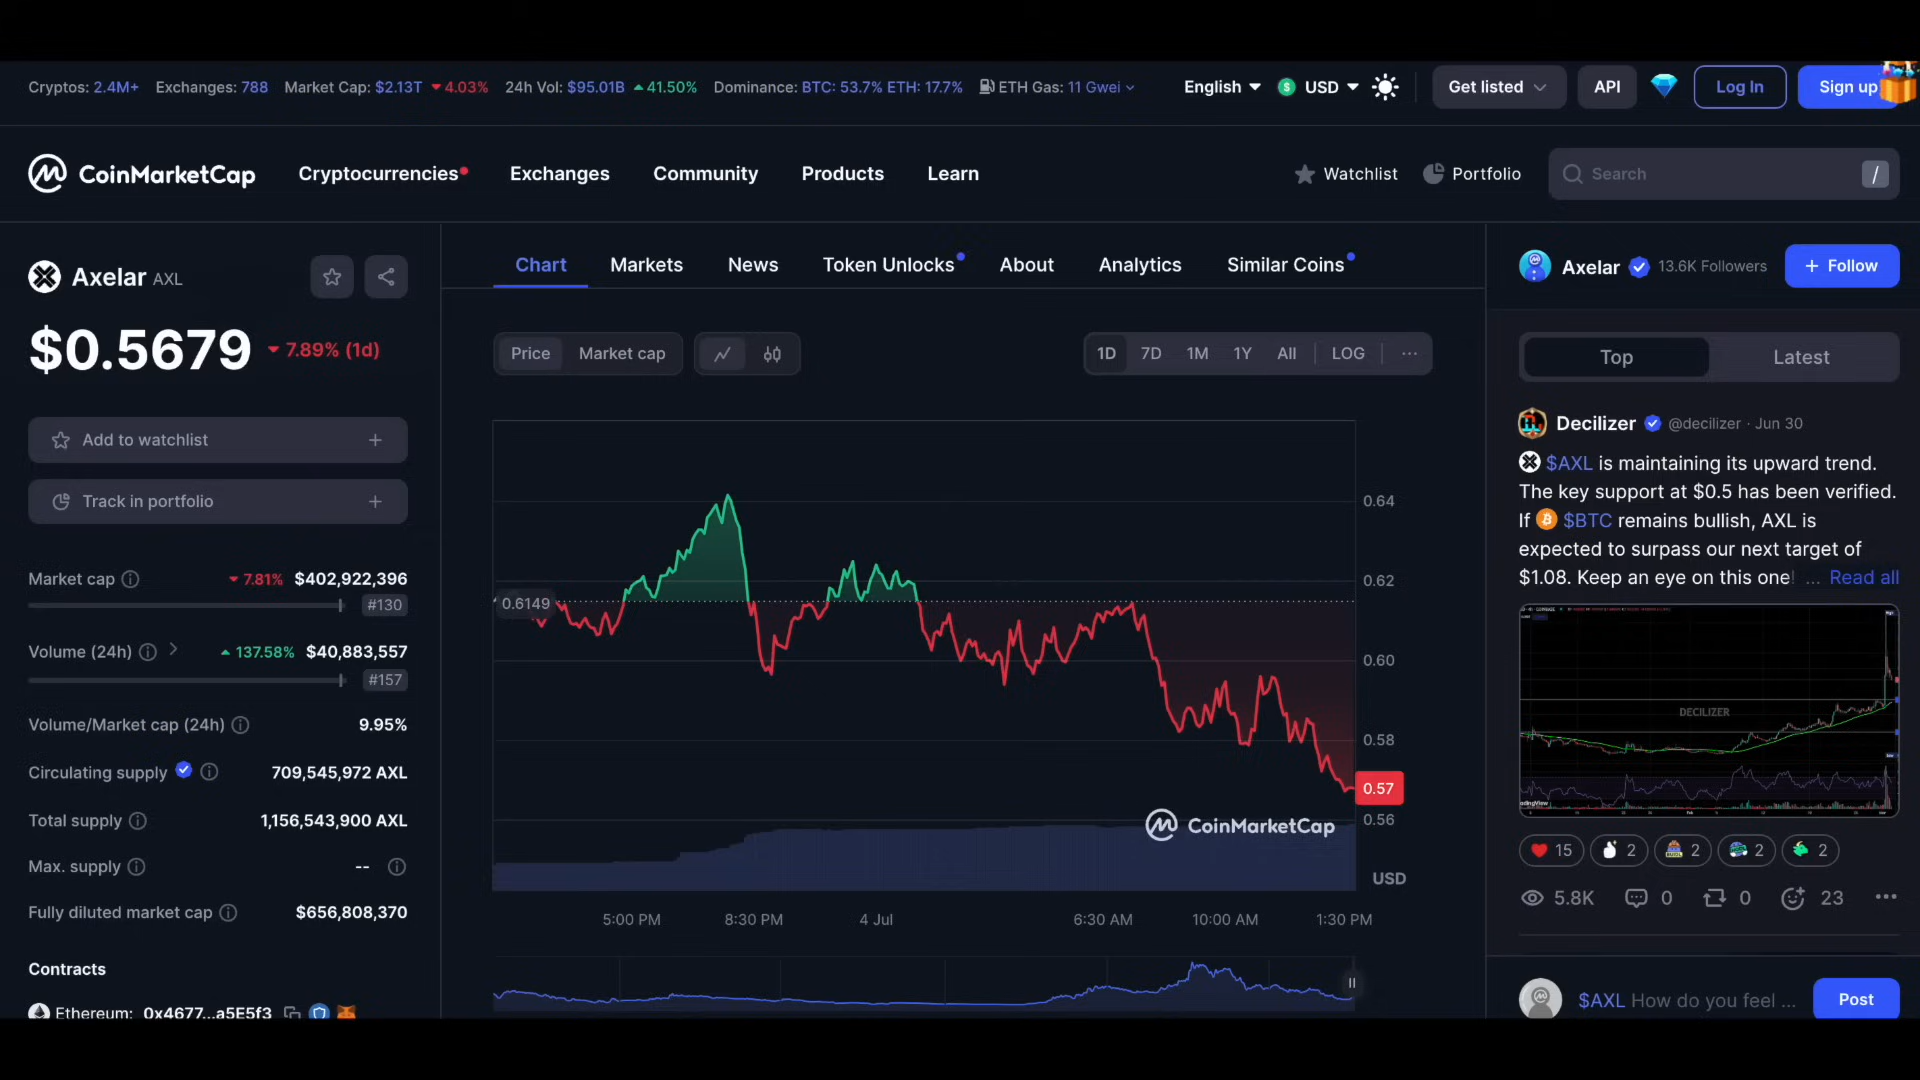 Cryptos: 2.4M+ Exchanges: 788 Market Cap: $2.13T 4.03% 24h Vol: $95.01B 41.50% Dominance: BTC: 53.7% ETH: 17.7% ETH Gas: 11 Gwei English USD Get listed API Log In Sign up
CoinMarketCap Cryptocurrencies Exchanges Community Products Learn Watchlist Portfolio Search /
Axelar AXL
$0.5679 7.89% (1d)
Add to watchlist +
Track in portfolio +
Market cap 7.81% $402,922,396
#130
Volume (24h) 137.58% $40,883,557
#157
Volume/Market cap (24h) 9.95%
Circulating supply 709,545,972 AXL
Total supply 1,156,543,900 AXL
Max. supply --
Fully diluted market cap $656,808,370
Contracts
Ethereum: 0x4677...a5E5f3
Chart Markets News Token Unlocks About Analytics Similar Coins
Price Market cap 1D 7D 1M 1Y All LOG ...
0.64
0.62
0.6149
0.60
0.58
0.57
0.56
CoinMarketCap
USD
5:00 PM 8:30 PM 4 Jul 6:30 AM 10:00 AM 1:30 PM
Axelar 13.6K Followers + Follow
Top Latest
Decilizer @decilizer · Jun 30
$AXL is maintaining its upward trend.
The key support at $0.5 has been verified.
If $BTC remains bullish, AXL is
expected to surpass our next target of
$1.08. Keep an eye on this one! ... Read all
DECILIZER
15 2 2 2 2
5.8K 0 0 23 ...
$AXL How do you feel ... Post